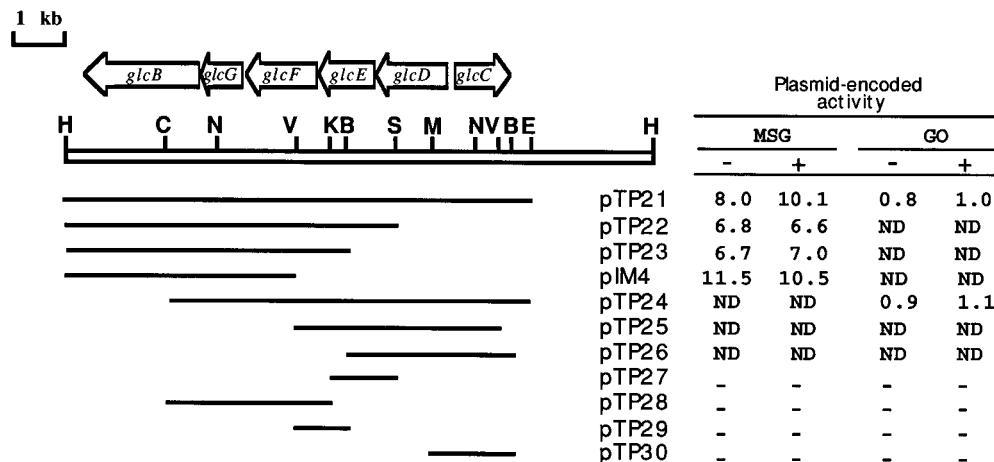 1 kb
glcB glcG glcF glcE glcD glcC
H C N V K B S M N V B E H
Plasmid-encoded
activity
MSG GO
- + - +
pTP21 8.0 10.1 0.8 1.0
pTP22 6.8 6.6 ND ND
pTP23 6.7 7.0 ND ND
pIM4 11.5 10.5 ND ND
pTP24 ND ND 0.9 1.1
pTP25 ND ND ND ND
pTP26 ND ND ND ND
pTP27 - - - -
pTP28 - - - -
pTP29 - - - -
pTP30 - - - -